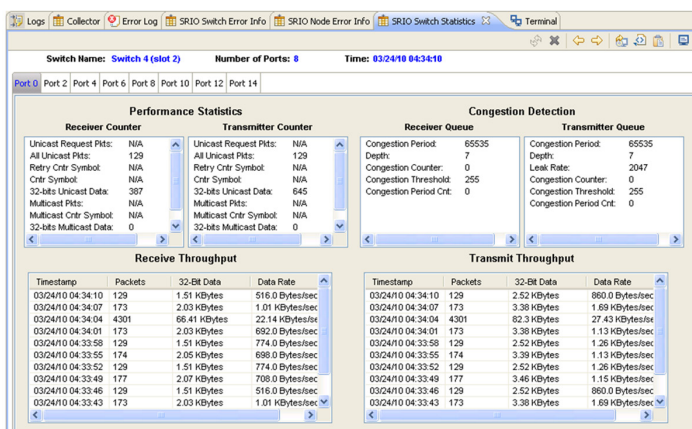 Logs Collector Error Log SRIO Switch Error Info SRIO Node Error Info SRIO Switch Statistics Terminal
Switch Name: Switch 4 (slot 2) Number of Ports: 8 Time: 03/24/10 04:34:10
Port 0 Port 2 Port 4 Port 6 Port 8 Port 10 Port 12 Port 14
Performance Statistics
Receiver Counter
Unicast Request Pkts: N/A
All Unicast Pkts: 129
Retry Cntr Symbol: N/A
Cntr Symbol: N/A
32-bits Unicast Data: 387
Multicast Pkts: N/A
Multicast Cntr Symbol: N/A
32-bits Multicast Data: 0
Transmitter Counter
Unicast Request Pkts: N/A
All Unicast Pkts: 129
Retry Cntr Symbol: N/A
Cntr Symbol: N/A
32-bits Unicast Data: 645
Multicast Pkts: N/A
Multicast Cntr Symbol: N/A
32-bits Multicast Data: 0
Congestion Detection
Receiver Queue
Congestion Period: 65535
Depth: 7
Congestion Counter: 0
Congestion Threshold: 255
Congestion Period Cnt: 0
Transmitter Queue
Congestion Period: 65535
Depth: 7
Leak Rate: 2047
Congestion Counter: 0
Congestion Threshold: 255
Congestion Period Cnt: 0
Receive Throughput
Timestamp Packets 32-Bit Data Data Rate
03/24/10 04:34:10 129 1.51 KBytes 516.0 Bytes/sec
03/24/10 04:34:07 173 2.03 KBytes 1.01 KBytes/sec
03/24/10 04:34:04 4301 66.41 KBytes 22.14 KBytes/se
03/24/10 04:34:01 173 2.03 KBytes 692.0 Bytes/sec
03/24/10 04:33:58 129 1.51 KBytes 774.0 Bytes/sec
03/24/10 04:33:55 174 2.05 KBytes 698.0 Bytes/sec
03/24/10 04:33:52 129 1.51 KBytes 774.0 Bytes/sec
03/24/10 04:33:49 177 2.07 KBytes 708.0 Bytes/sec
03/24/10 04:33:46 129 1.51 KBytes 516.0 Bytes/sec
03/24/10 04:33:43 173 2.03 KBytes 1.01 KBytes/sec
Transmit Throughput
Timestamp Packets 32-Bit Data Data Rate
03/24/10 04:34:10 129 2.52 KBytes 860.0 Bytes/sec
03/24/10 04:34:07 173 3.38 KBytes 1.69 KBytes/sec
03/24/10 04:34:04 4301 82.3 KBytes 27.43 KBytes/se
03/24/10 04:34:01 173 3.38 KBytes 1.13 KBytes/sec
03/24/10 04:33:58 129 2.52 KBytes 1.26 KBytes/sec
03/24/10 04:33:55 174 3.39 KBytes 1.13 KBytes/sec
03/24/10 04:33:52 129 2.52 KBytes 1.26 KBytes/sec
03/24/10 04:33:49 177 3.46 KBytes 1.15 KBytes/sec
03/24/10 04:33:46 129 2.52 KBytes 860.0 Bytes/sec
03/24/10 04:33:43 173 3.38 KBytes 1.69 KBytes/sec